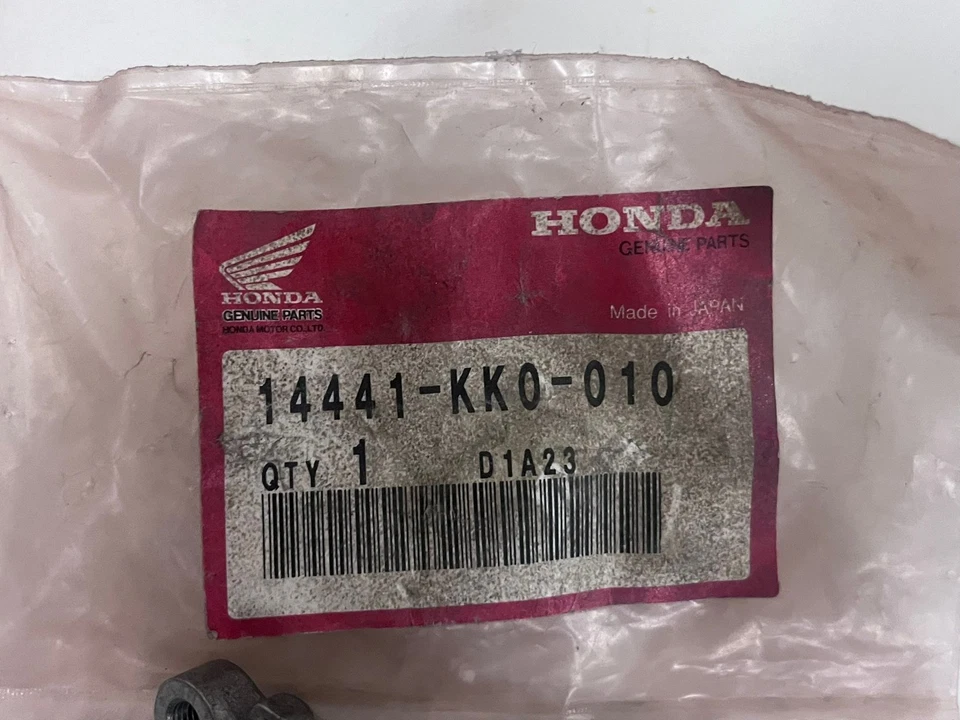 HONDA
GENUINE PARTS
Made in JAPAN
HONDA
GENUINE PARTS
HONDA MOTOR CO.,LTD.
14441-KK0-010
QTY 1 D1A23